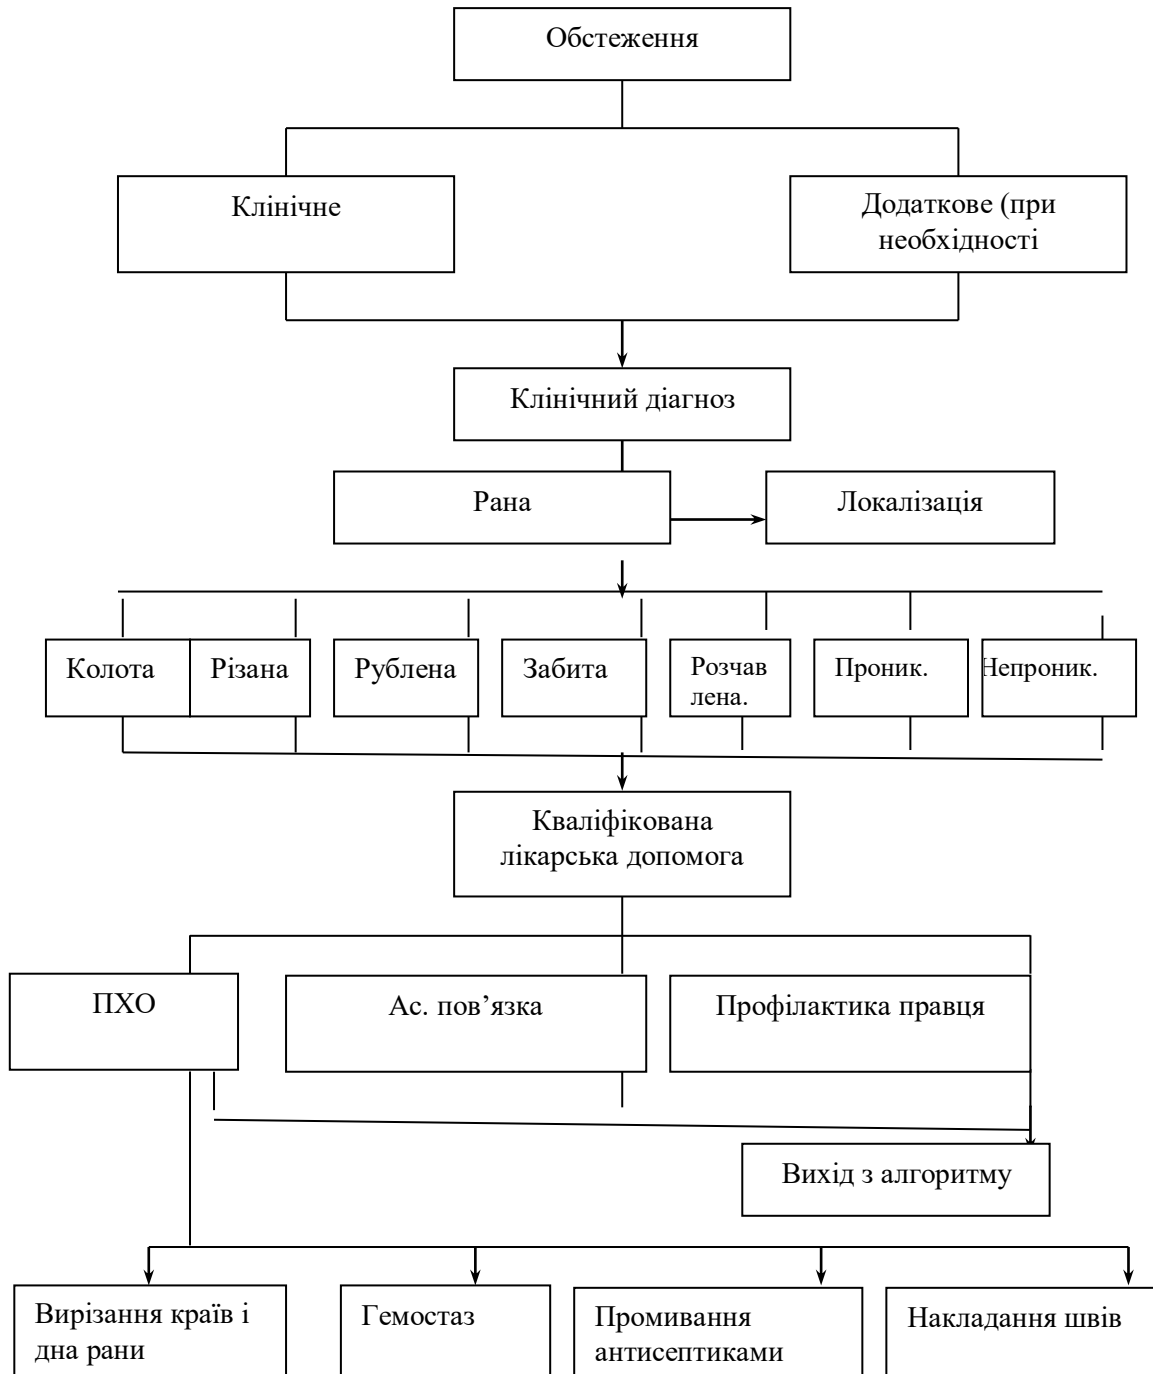 Обстеження
Клінічне
Додаткове (при
необхідності
Клінічний діагноз
Рана
Локалізація
Колота
Різана
Рублена
Забита
Розчав
лена.
Проник.
Непроник.
Кваліфікована
лікарська допомога
ПХО
Ас. пов’язка
Профілактика правця
Вихід з алгоритму
Вирізання країв і
дна рани
Гемостаз
Промивання
антисептиками
Накладання швів